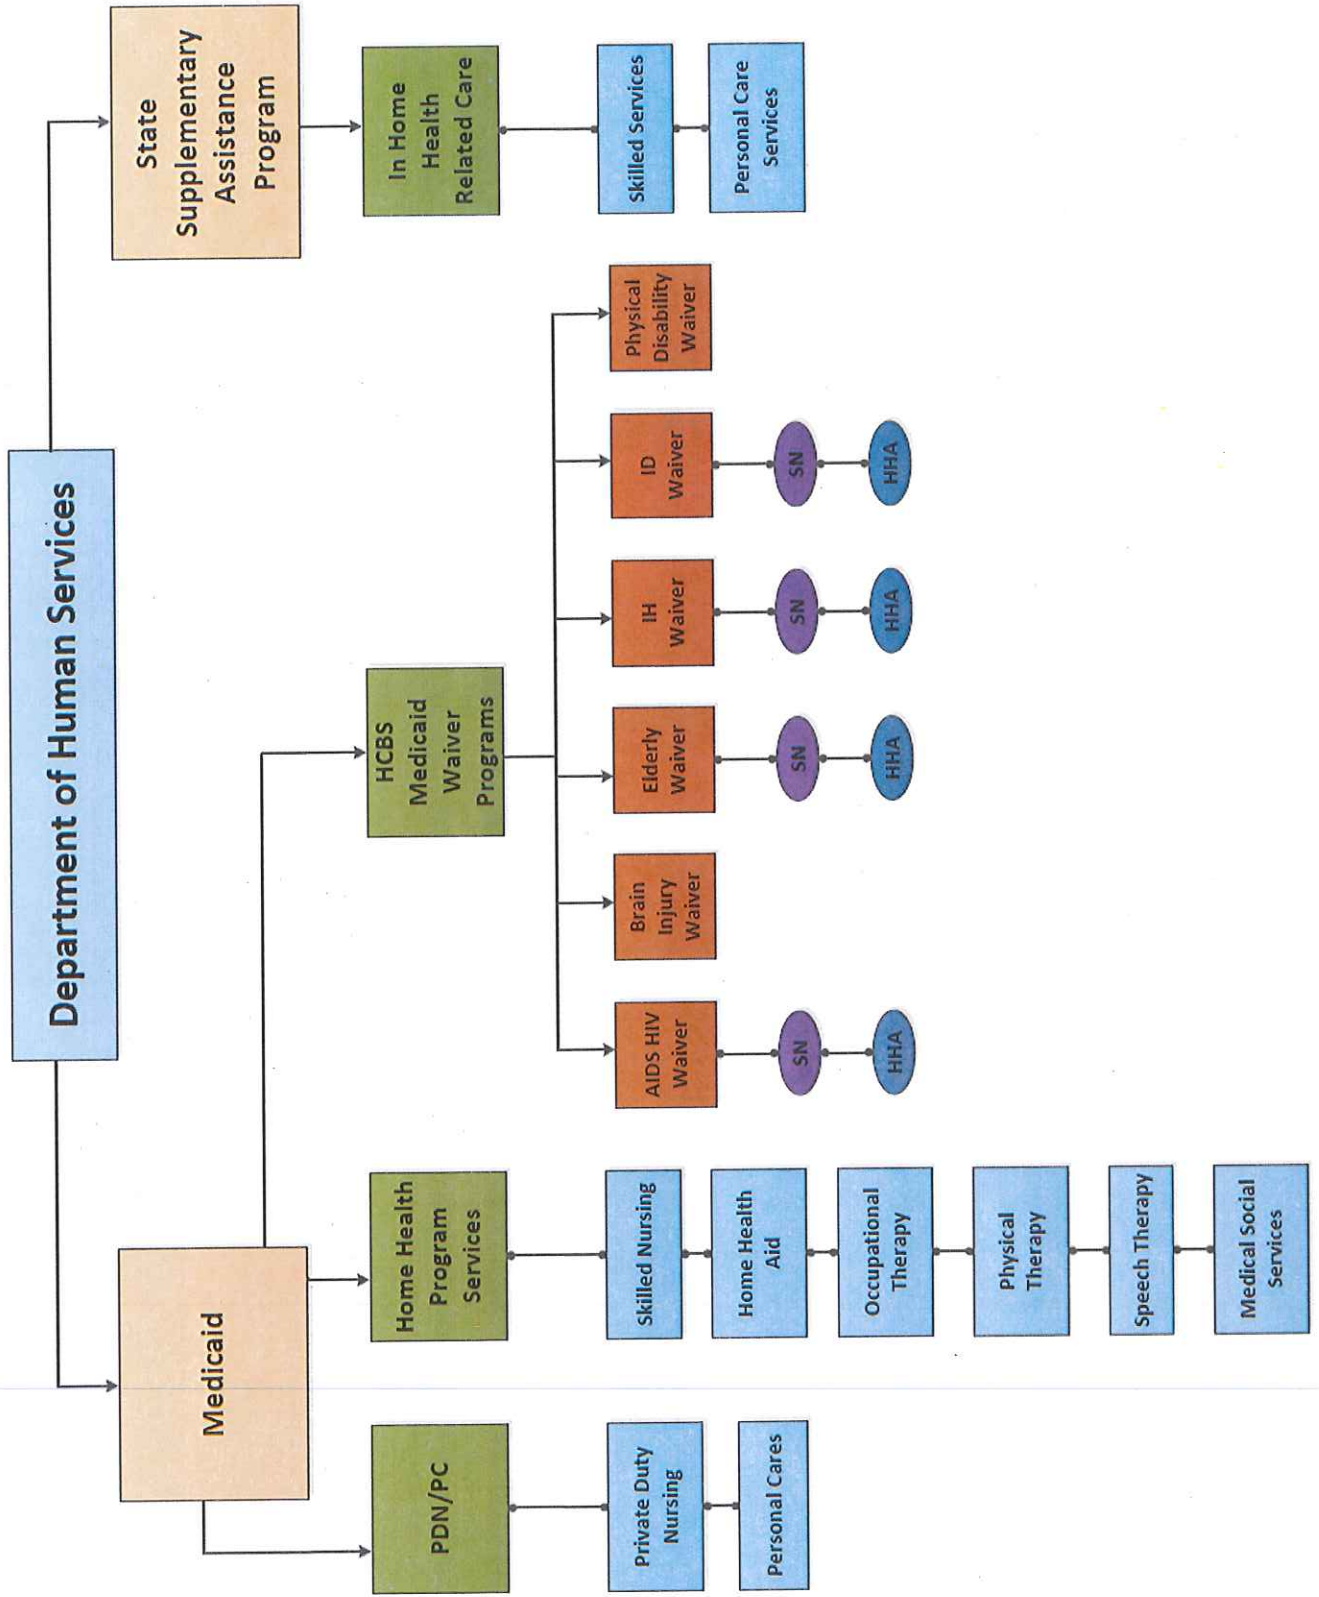 Department of Human Services
Medicaid
State
Supplementary
Assistance
Program
PDN/PC
Home Health
Program
Services
HCBS
Medicaid
Waiver
Programs
In Home
Health
Related Care
Private Duty
Nursing
Personal Cares
Skilled Nursing
Home Health
Aid
Occupational
Therapy
Physical
Therapy
Speech Therapy
Medical Social
Services
AIDS HIV
Waiver
SN
HHA
Brain
Injury
Waiver
Elderly
Waiver
SN
HHA
IH
Waiver
SN
HHA
ID
Waiver
SN
HHA
Physical
Disability
Waiver
Skilled Services
Personal Care
Services